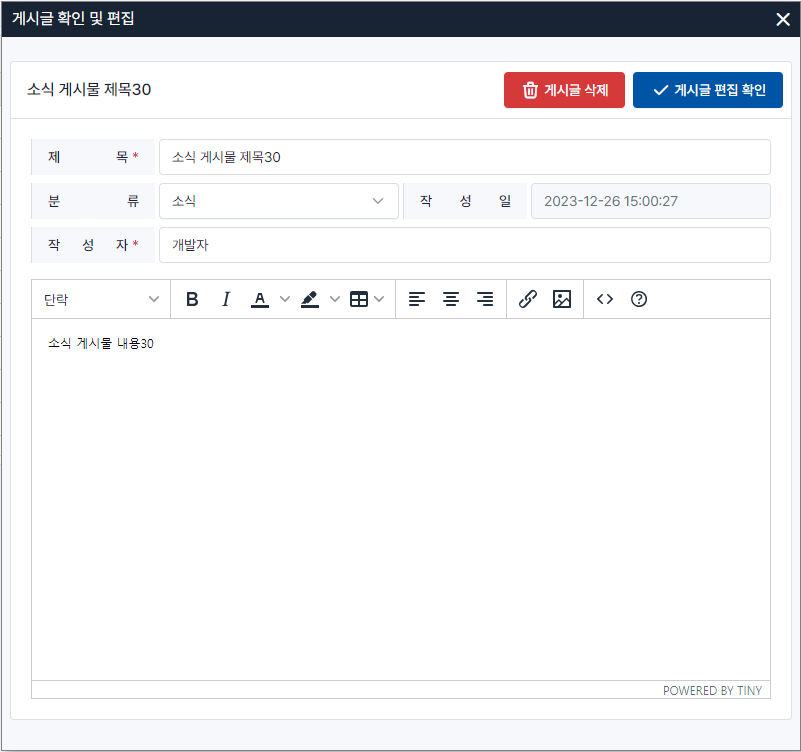 게시글 확인 및 편집
소식 게시물 제목30
게시글 삭제
게시글 편집 확인
제 목 * 소식 게시물 제목30
분 류 소식 작 성 일 2023-12-26 15:00:27
작 성 자 * 개발자
단락 B I A
소식 게시물 내용30
POWERED BY TINY